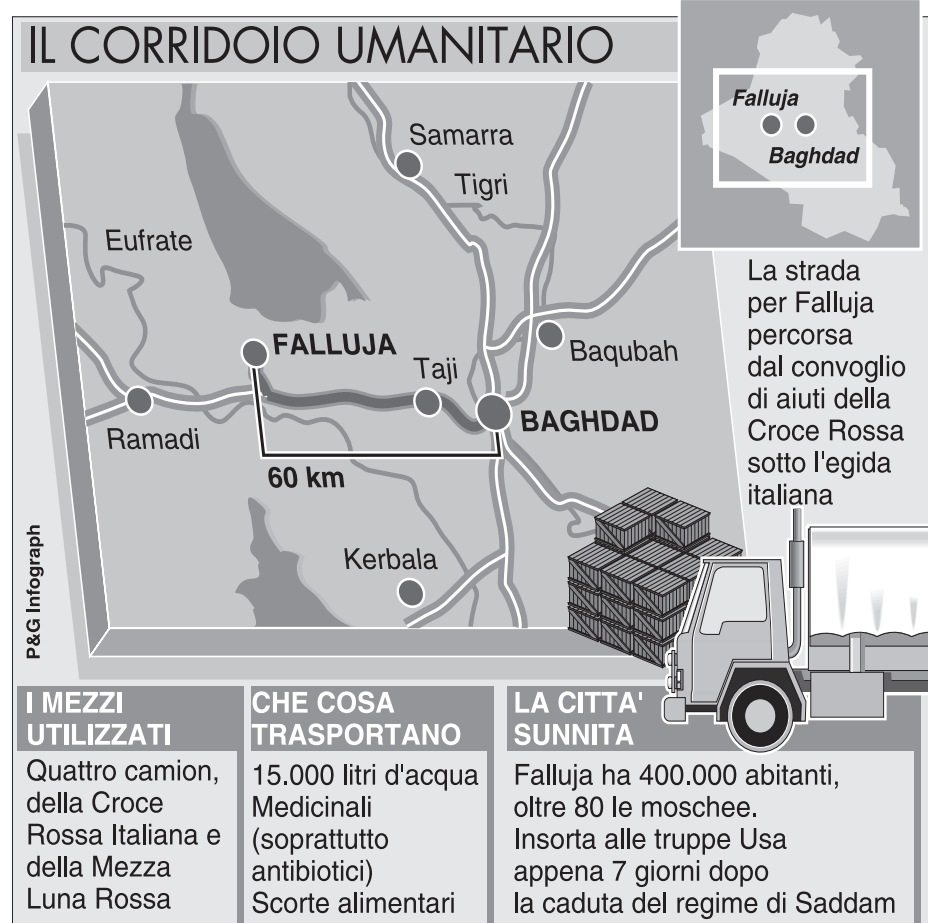 IL CORRIDOIO UMANITARIO
Falluja
Baghdad
Samarra
Tigri
Eufrate
FALLUJA
Taji
Baqubah
Ramadi
BAGHDAD
60 km
Kerbala
La strada
per Falluja
percorsa
dal convoglio
di aiuti della
Croce Rossa
sotto l'egida
italiana
P&G Infograph
I MEZZI
UTILIZZATI
Quattro camion,
della Croce
Rossa Italiana e
della Mezza
Luna Rossa
CHE COSA
TRASPORTANO
15.000 litri d'acqua
Medicinali
(soprattutto
antibiotici)
Scorte alimentari
LA CITTA'
SUNNITA
Falluja ha 400.000 abitanti,
oltre 80 le moschee.
Insorta alle truppe Usa
appena 7 giorni dopo
la caduta del regime di Saddam